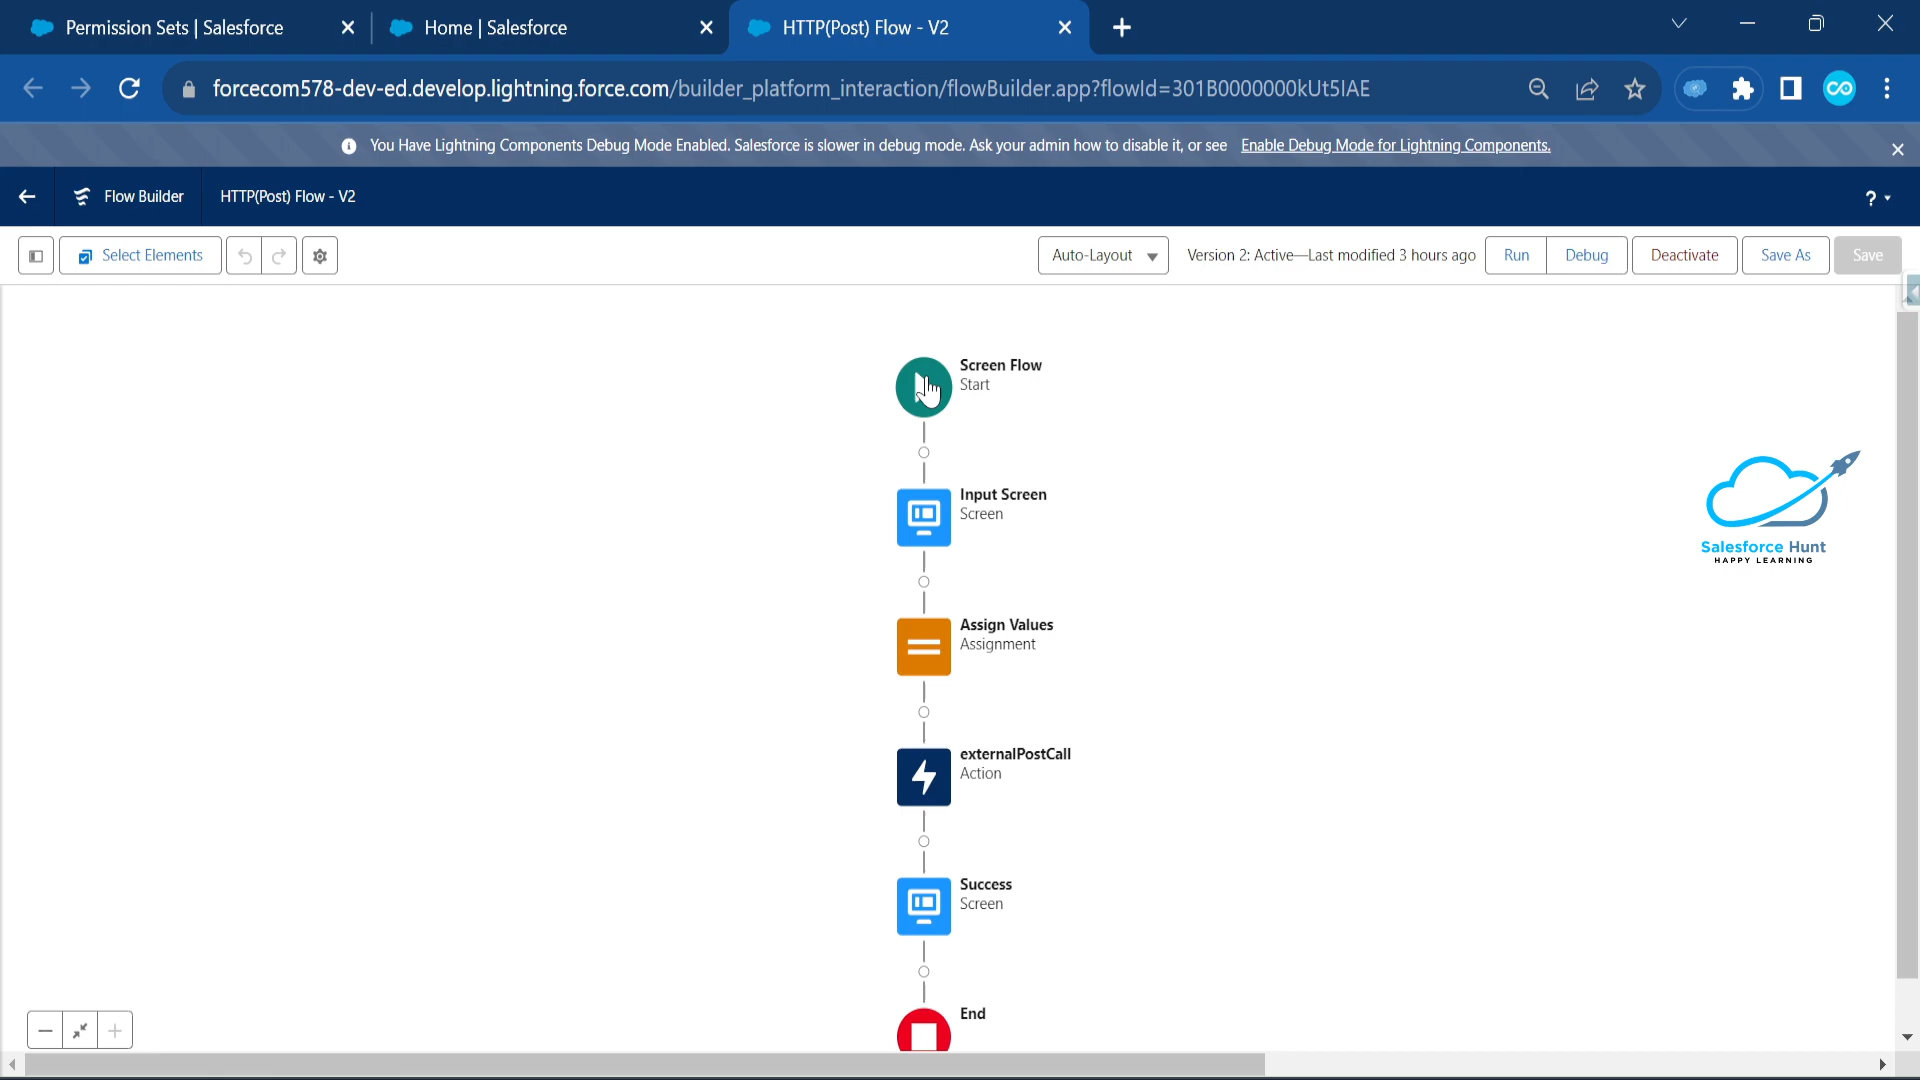 Permission Sets | Salesforce
Home | Salesforce
HTTP(Post) Flow - V2
forcecom578-dev-ed.develop.lightning.force.com/builder_platform_interaction/flowBuilder.app?flowId=301B0000000kUt5IAE
You Have Lightning Components Debug Mode Enabled. Salesforce is slower in debug mode. Ask your admin how to disable it, or see Enable Debug Mode for Lightning Components.
Flow Builder
HTTP(Post) Flow - V2
?
Select Elements
Auto-Layout
Version 2: Active—Last modified 3 hours ago
Run
Debug
Deactivate
Save As
Save
Screen Flow
Start
Input Screen
Screen
Salesforce Hunt
HAPPY LEARNING
Assign Values
Assignment
externalPostCall
Action
Success
Screen
End